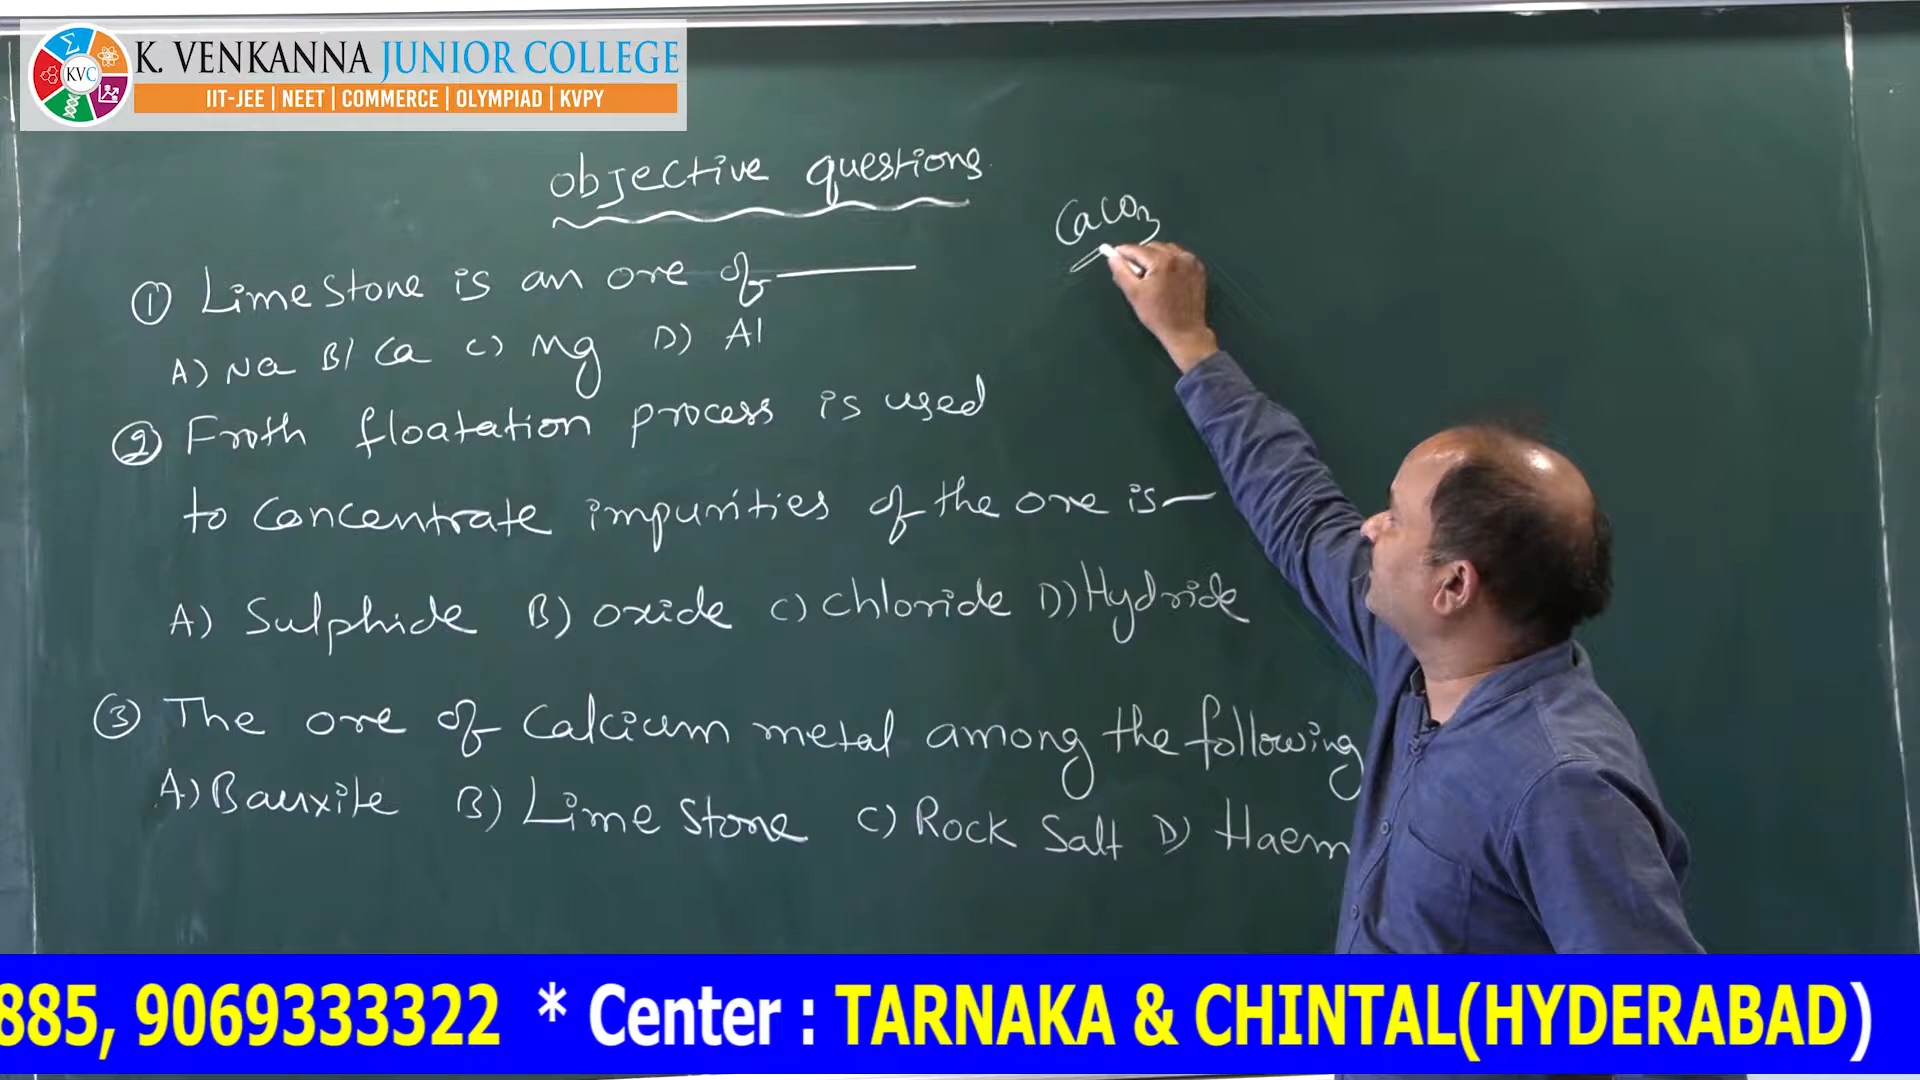 K. VENKANNA JUNIOR COLLEGE
KVC
IIT-JEE | NEET | COMMERCE | OLYMPIAD | KVPY
objective questions
CaCO3
① Lime stone is an ore of ———
A) Na B) Ca C) Mg D) Al
② Froth floatation process is used
to concentrate impurities of the ore is —
A) Sulphide B) oxide C) chloride D) Hydride
③ The ore of Calcium metal among the following
A) Bauxite B) Lime stone C) Rock Salt D) Haem
885, 9069333322 * Center : TARNAKA & CHINTAL(HYDERABAD)